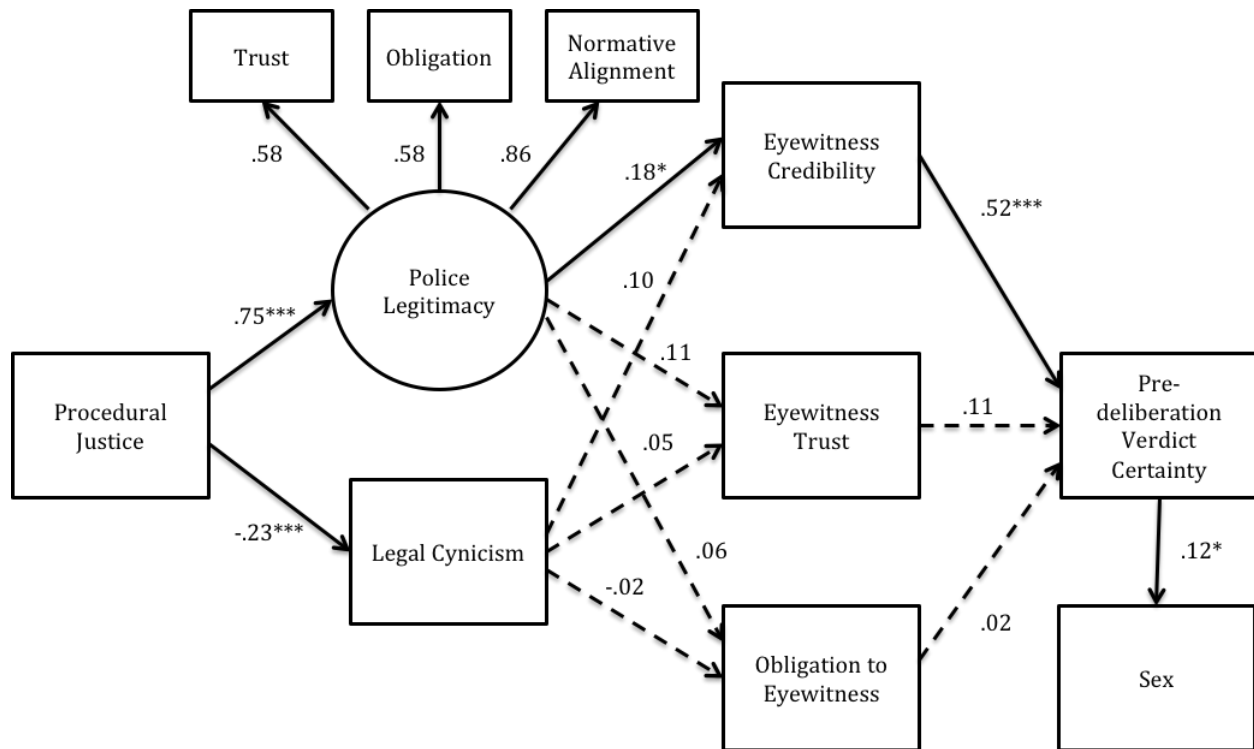 Trust
Obligation
Normative
Alignment
.58
.58
.86
.18*
Eyewitness
Credibility
.52***
Police
Legitimacy
.10
.75***
.11
Procedural
Justice
Eyewitness
Trust
.11
Pre-
deliberation
Verdict
Certainty
.05
-.23***
Legal Cynicism
.06
-.02
.12*
.02
Obligation to
Eyewitness
Sex